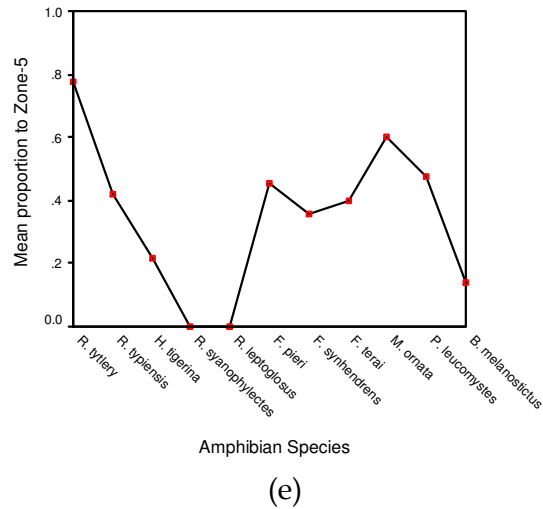 Mean proportion to Zone-5
1.0
.8
.6
.4
.2
0.0
R. tytlery
R. typiensis
H. tigerina
R. syanophylectes
R. leptoglosus
F. pieri
F. synhendrens
F. terai
M. ornata
P. leucomystes
B. melanostictus
Amphibian Species
(e)